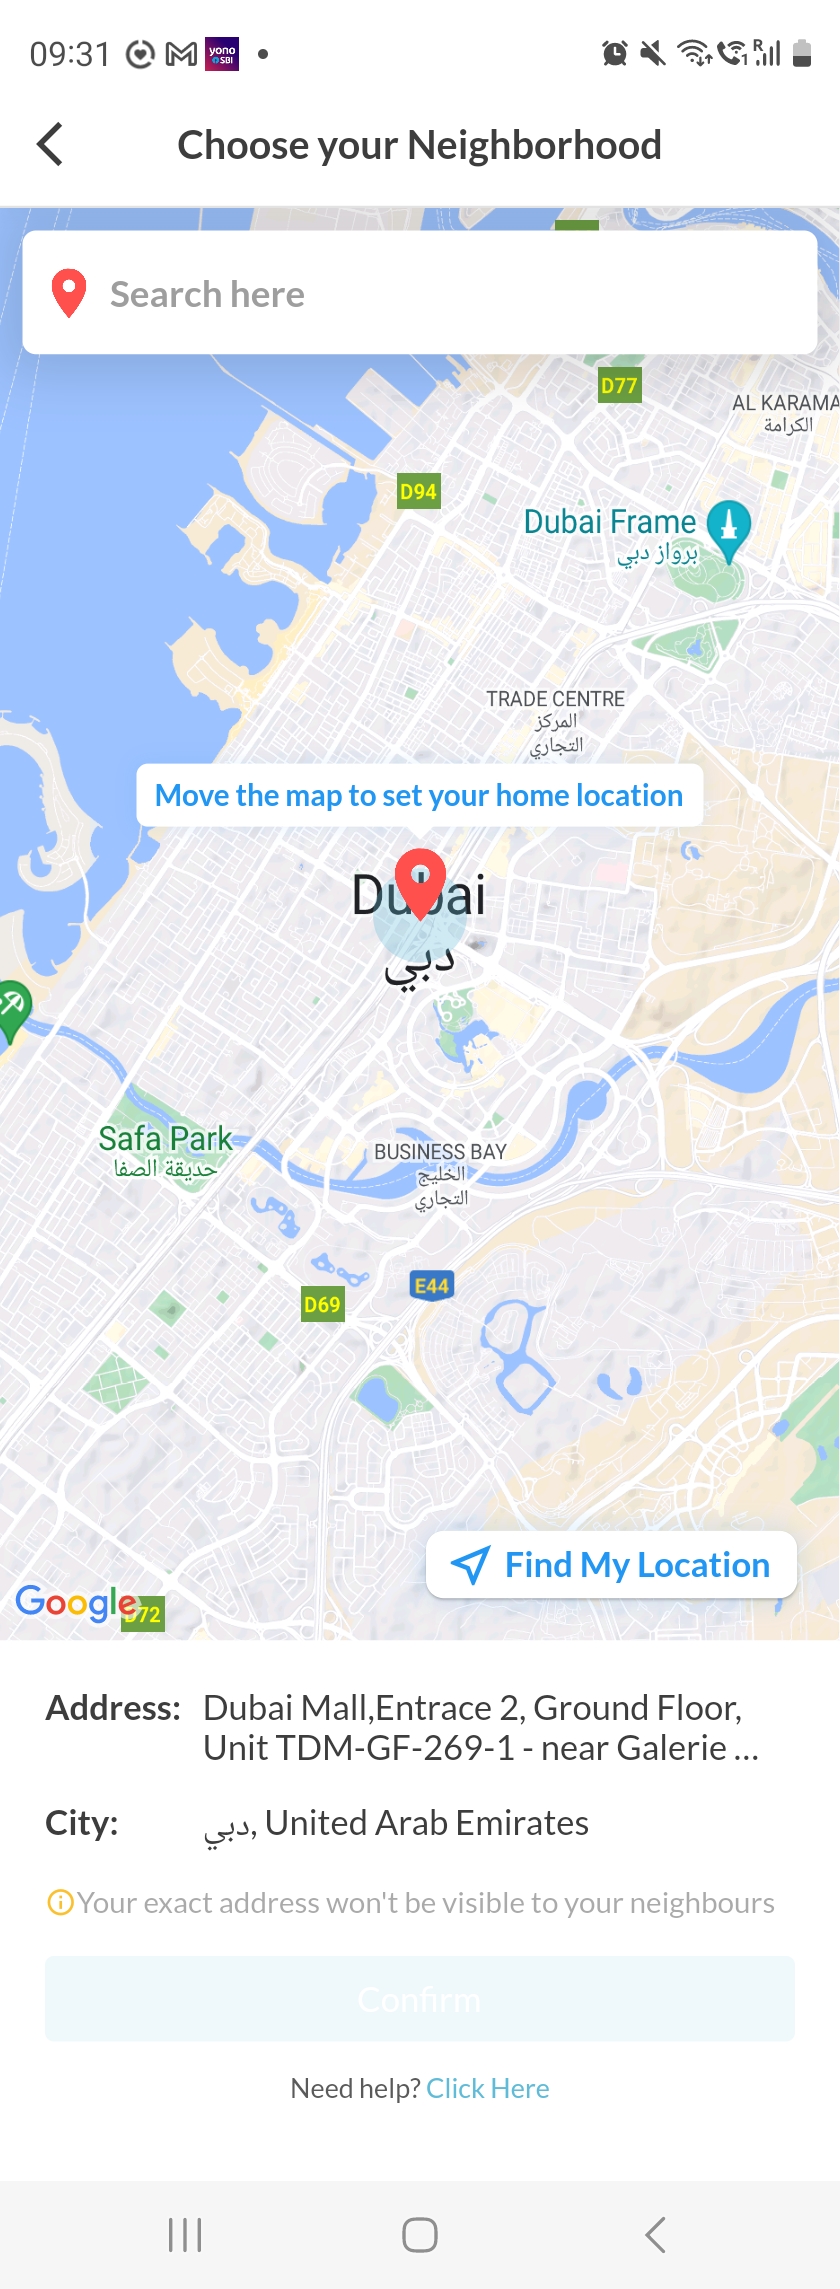 09:31
yono
SBI
R
1
Choose your Neighborhood
Search here
D77
AL KARAMA
الكرامة
D94
Dubai Frame
برواز دبي
TRADE CENTRE
المركز
التجاري
Move the map to set your home location
Dubai
دبي
Safa Park
حديقة الصفا
BUSINESS BAY
الخليج
التجاري
E44
D69
Find My Location
Google
D72
Address: Dubai Mall,Entrace 2, Ground Floor,
Unit TDM-GF-269-1 - near Galerie ...
City: دبي, United Arab Emirates
Your exact address won't be visible to your neighbours
Confirm
Need help? Click Here